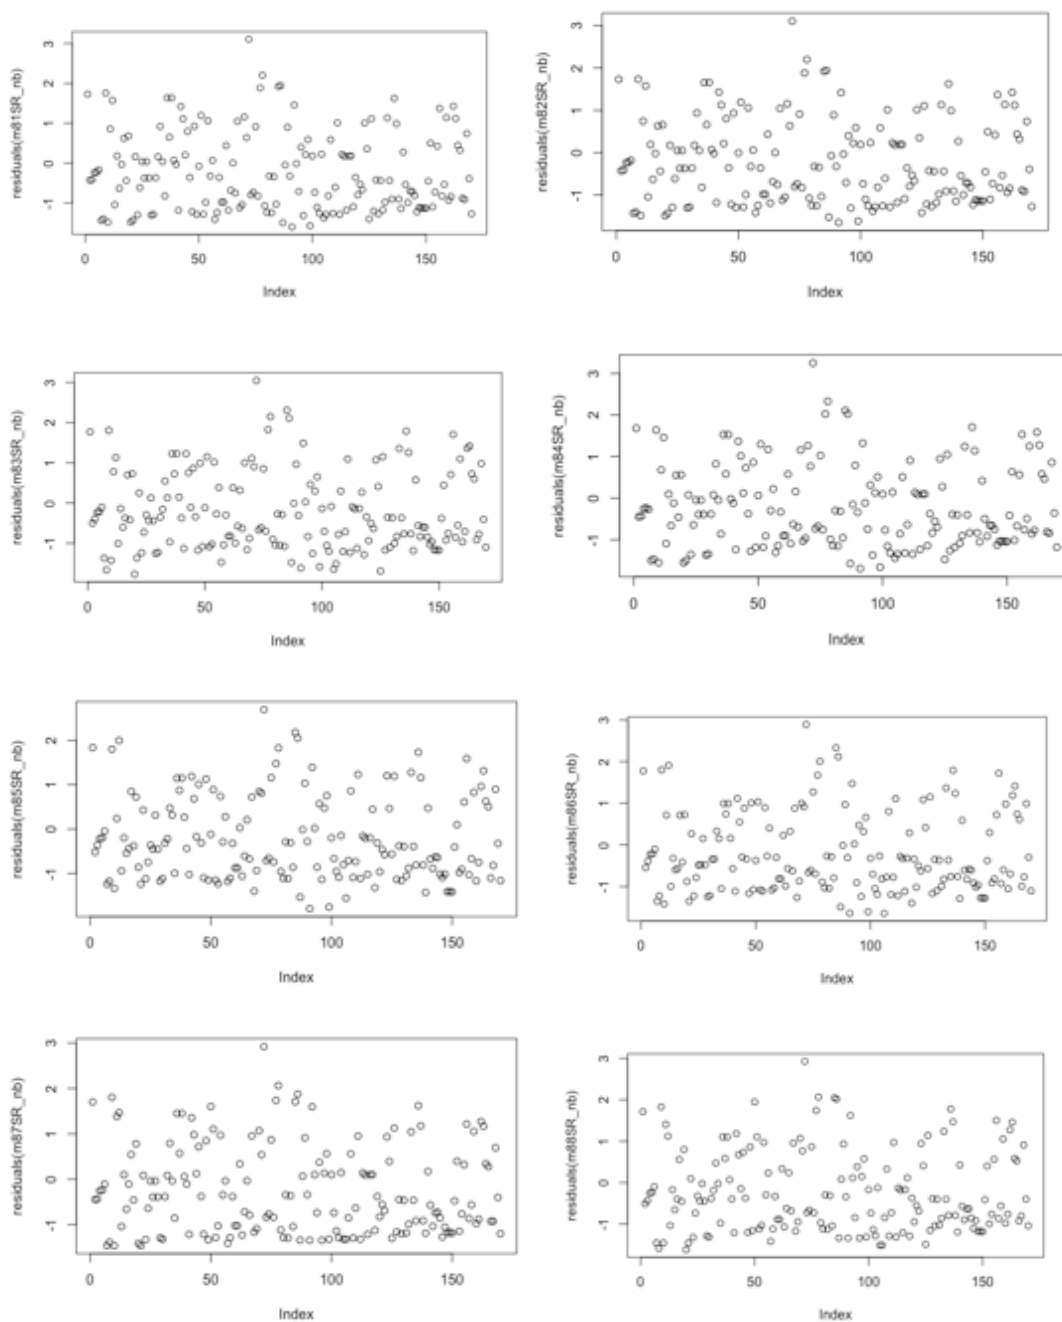 residuals(m81SR_nb)
3
2
1
0
-1
0 50 100 150
Index
residuals(m82SR_nb)
3
2
1
0
-1
0 50 100 150
Index
residuals(m83SR_nb)
3
2
1
0
-1
0 50 100 150
Index
residuals(m84SR_nb)
3
2
1
0
-1
0 50 100 150
Index
residuals(m85SR_nb)
2
1
0
-1
0 50 100 150
Index
residuals(m86SR_nb)
3
2
1
0
-1
0 50 100 150
Index
residuals(m87SR_nb)
3
2
1
0
-1
0 50 100 150
Index
residuals(m88SR_nb)
3
2
1
0
-1
0 50 100 150
Index